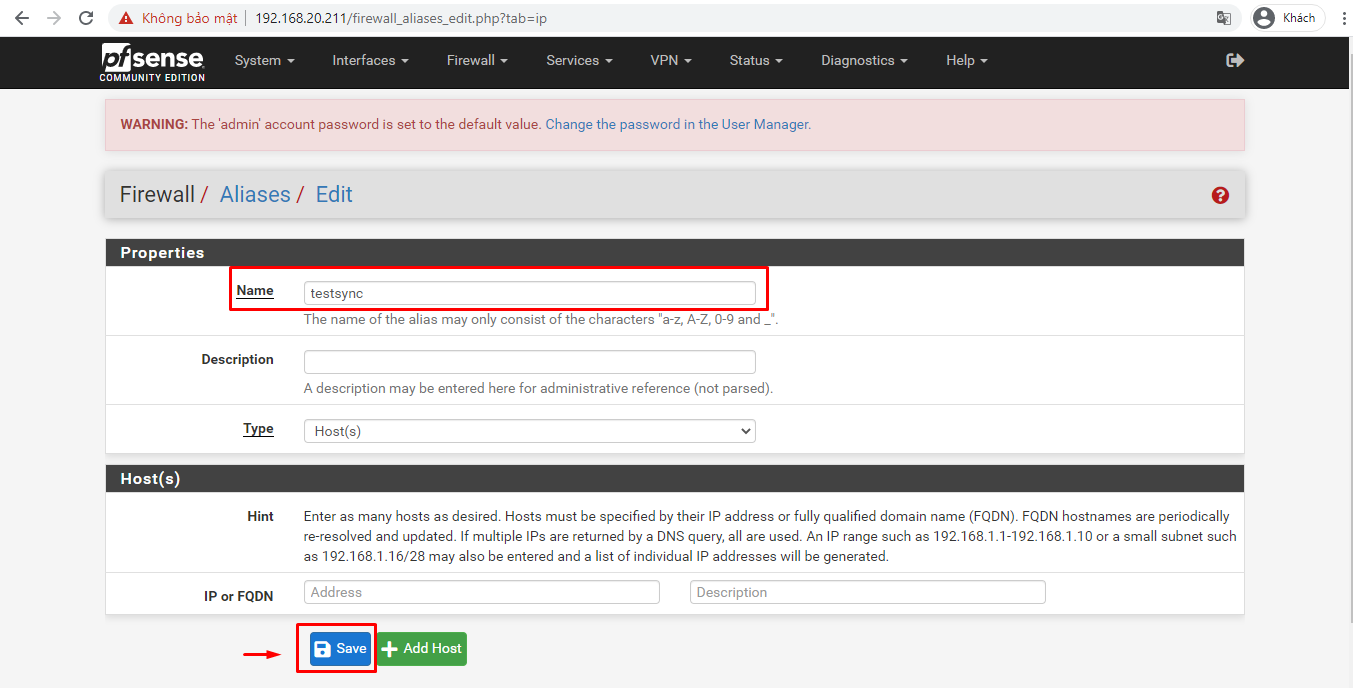 Không bảo mật 192.168.20.211/firewall_aliases_edit.php?tab=ip Khách
pfsense System Interfaces Firewall Services VPN Status Diagnostics Help
COMMUNITY EDITION
WARNING: The 'admin' account password is set to the default value. Change the password in the User Manager.
Firewall / Aliases / Edit
Properties
Name testsync
The name of the alias may only consist of the characters "a-z, A-Z, 0-9 and _".
Description
A description may be entered here for administrative reference (not parsed).
Type Host(s)
Host(s)
Hint Enter as many hosts as desired. Hosts must be specified by their IP address or fully qualified domain name (FQDN). FQDN hostnames are periodically
re-resolved and updated. If multiple IPs are returned by a DNS query, all are used. An IP range such as 192.168.1.1-192.168.1.10 or a small subnet such
as 192.168.1.16/28 may also be entered and a list of individual IP addresses will be generated.
IP or FQDN Address Description
Save Add Host